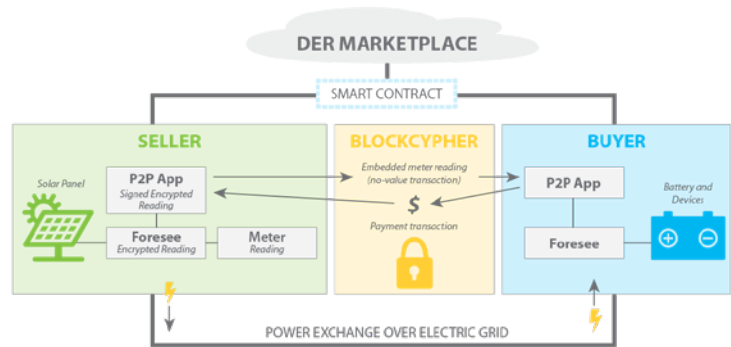 DER MARKETPLACE
SMART CONTRACT
SELLER
Solar Panel
P2P App
Signed Encrypted
Reading
Foresee
Encrypted Reading
Meter
Reading
BLOCKCYPHER
Embedded meter reading
(no-value transaction)
$
Payment transaction
BUYER
P2P App
Battery and
Devices
Foresee
POWER EXCHANGE OVER ELECTRIC GRID